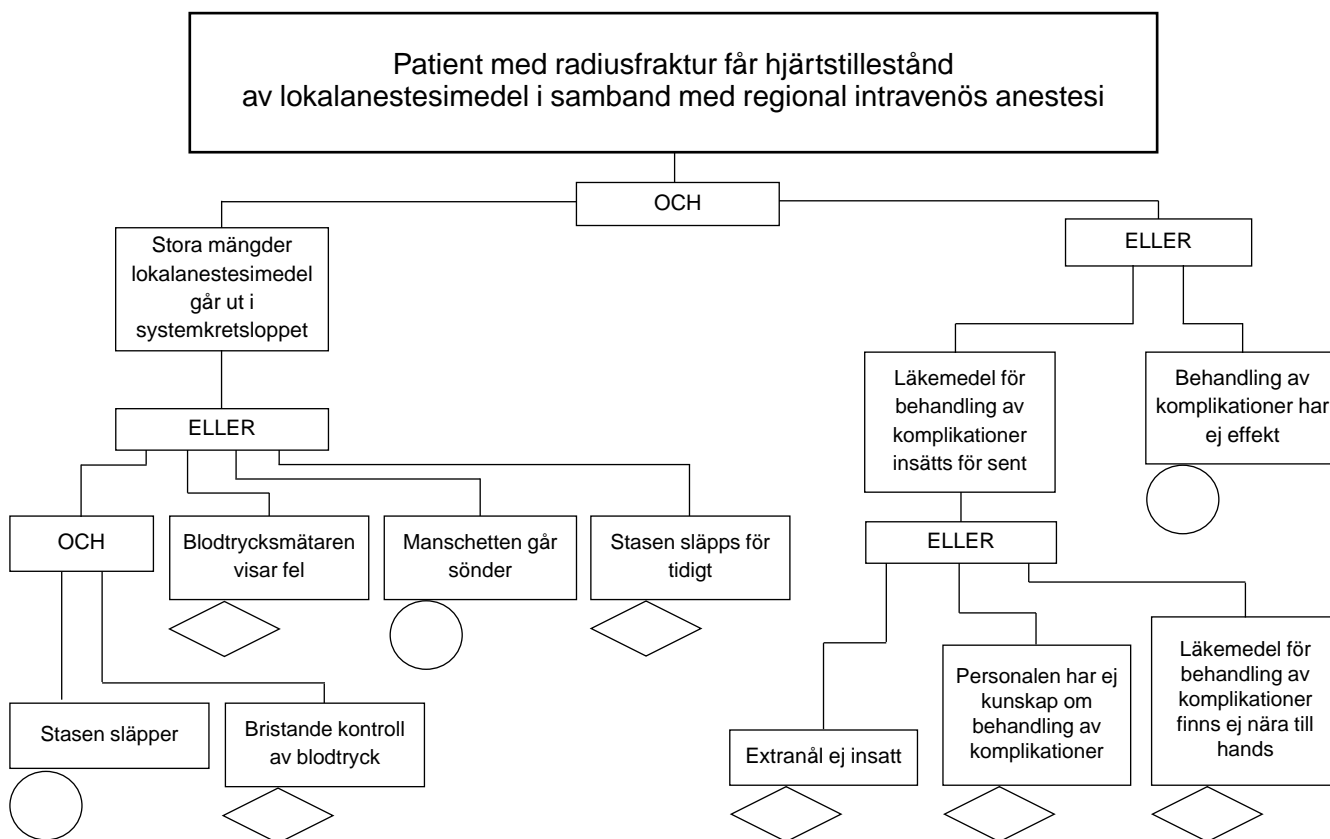 Patient med radiusfraktur får hjärtstillestånd
av lokalanestesimedel i samband med regional intravenös anestesi
OCH
Stora mängder
lokalanestesimedel
går ut i
systemkretsloppet
ELLER
Läkemedel för
behandling av
komplikationer
insätts för sent
Behandling av
komplikationer har
ej effekt
ELLER
OCH
Blodtrycksmätaren
visar fel
Manschetten går
sönder
Stasen släpps för
tidigt
ELLER
Stasen släpper
Bristande kontroll
av blodtryck
Extranål ej insatt
Personalen har ej
kunskap om
behandling av
komplikationer
Läkemedel för
behandling av
komplikationer
finns ej nära till
hands